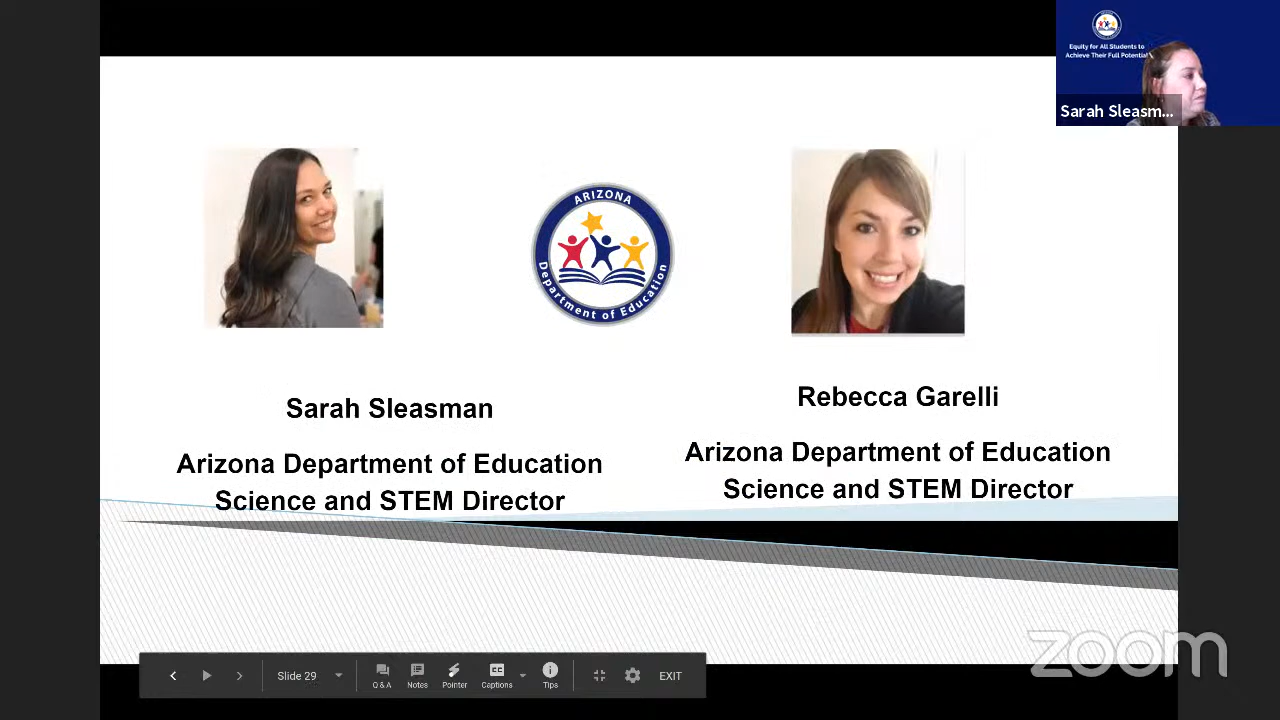 Equity for All Students to
Achieve Their Full Potential
Sarah Sleasm...
ARIZONA
Department of Education
Sarah Sleasman
Arizona Department of Education
Science and STEM Director
Rebecca Garelli
Arizona Department of Education
Science and STEM Director
zoom
Slide 29
Q & A
Notes
Pointer
CC
Captions
Tips
EXIT